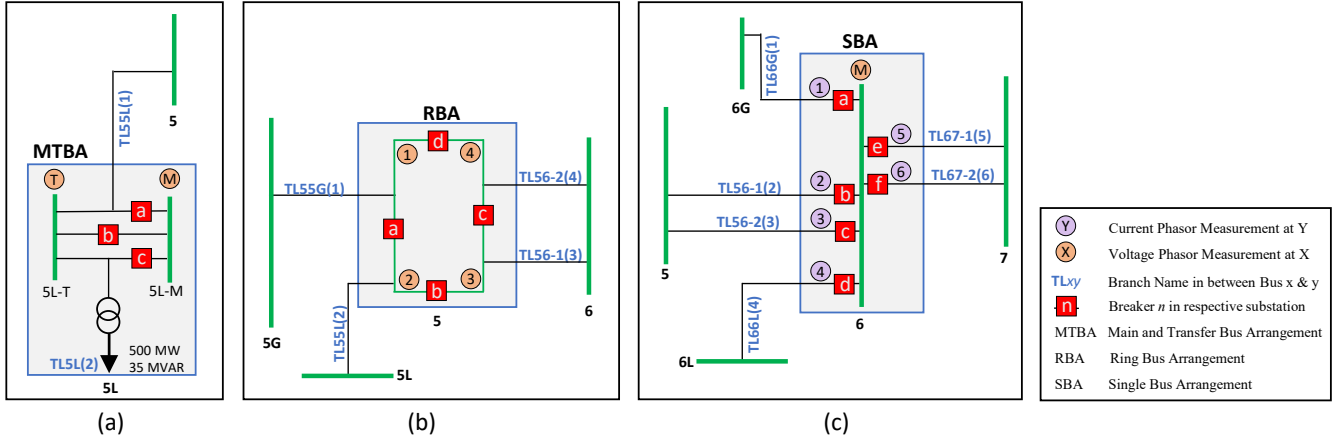 5
TL55L(1)
MTBA
T
M
a
b
c
5L-T
5L-M
TL5L(2)
500 MW
35 MVAR
5L
(a)
RBA
d
1
4
TL55G(1)
TL56-2(4)
a
c
TL56-1(3)
2
3
b
5
6
5G
TL55L(2)
5L
(b)
SBA
6G
TL66G(1)
M
1
a
5
e
TL67-1(5)
6
f
TL67-2(6)
TL56-1(2)
2
b
TL56-2(3)
3
c
5
4
d
7
6
TL66L(4)
6L
(c)
Y Current Phasor Measurement at Y
X Voltage Phasor Measurement at X
TLxy Branch Name in between Bus x & y
n Breaker n in respective substation
MTBA Main and Transfer Bus Arrangement
RBA Ring Bus Arrangement
SBA Single Bus Arrangement